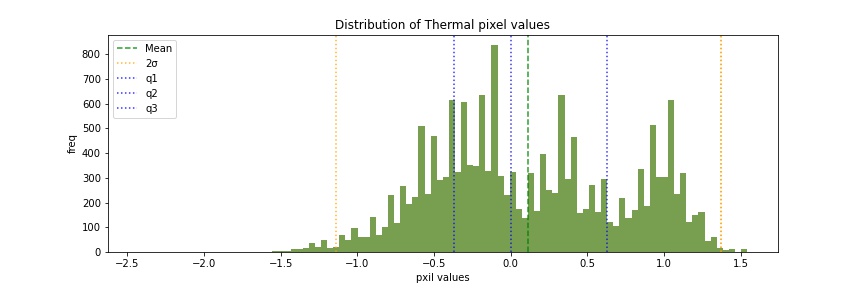 Distribution of Thermal pixel values
Mean
2σ
q1
q2
q3
freq
800
700
600
500
400
300
200
100
0
−2.5 −2.0 −1.5 −1.0 −0.5 0.0 0.5 1.0 1.5
pxil values